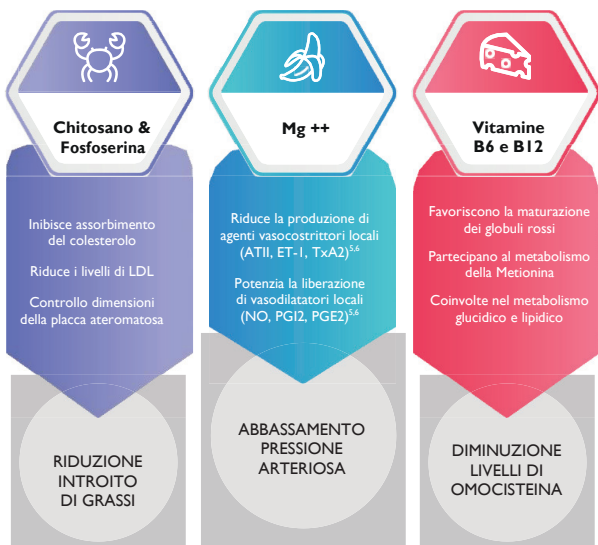 Chitosano &
Fosfoserina
Inibisce assorbimento
del colesterolo
Riduce i livelli di LDL
Controllo dimensioni
della placca ateromatosa
RIDUZIONE
INTROITO
DI GRASSI
Mg ++
Riduce la produzione di
agenti vasocostrittori locali
(ATII, ET-1, TxA2)5,6
Potenzia la liberazione
di vasodilatatori locali
(NO, PGI2, PGE2)5,6
ABBASSAMENTO
PRESSIONE
ARTERIOSA
Vitamine
B6 e B12
Favoriscono la maturazione
dei globuli rossi
Partecipano al metabolismo
della Metionina
Coinvolte nel metabolismo
glucidico e lipidico
DIMINUZIONE
LIVELLI DI
OMOCISTEINA